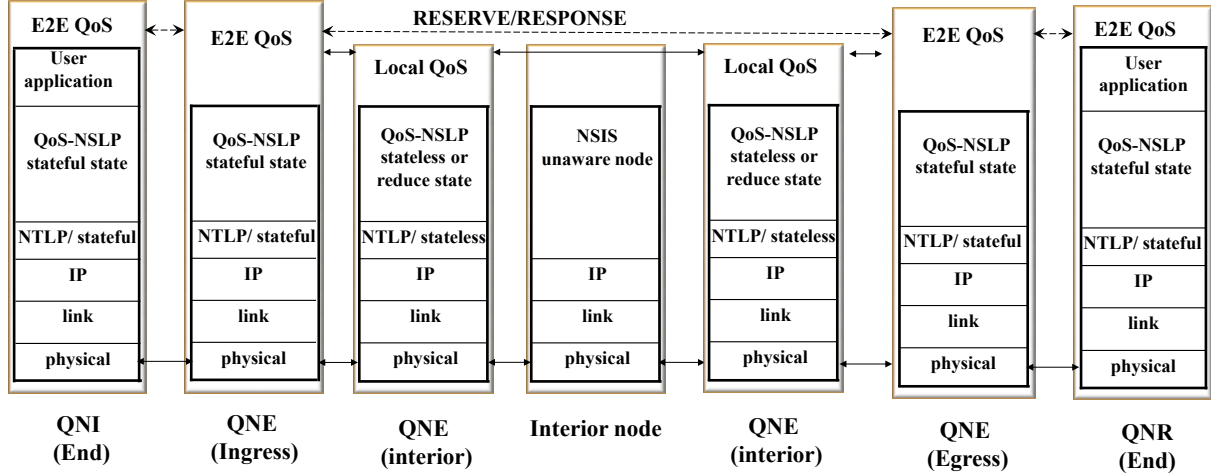 RESERVE/RESPONSE
E2E QoS
User
application
QoS-NSLP
stateful state
NTLP/ stateful
IP
link
physical
QNI
(End)
E2E QoS
QoS-NSLP
stateful state
NTLP/ stateful
IP
link
physical
QNE
(Ingress)
Local QoS
QoS-NSLP
stateless or
reduce state
NTLP/ stateless
IP
link
physical
QNE
(interior)
NSIS
unaware node
IP
link
physical
Interior node
Local QoS
QoS-NSLP
stateless or
reduce state
NTLP/ stateless
IP
link
physical
QNE
(interior)
E2E QoS
QoS-NSLP
stateful state
NTLP/ stateful
IP
link
physical
QNE
(Egress)
E2E QoS
User
application
QoS-NSLP
stateful state
NTLP/ stateful
IP
link
physical
QNR
(End)